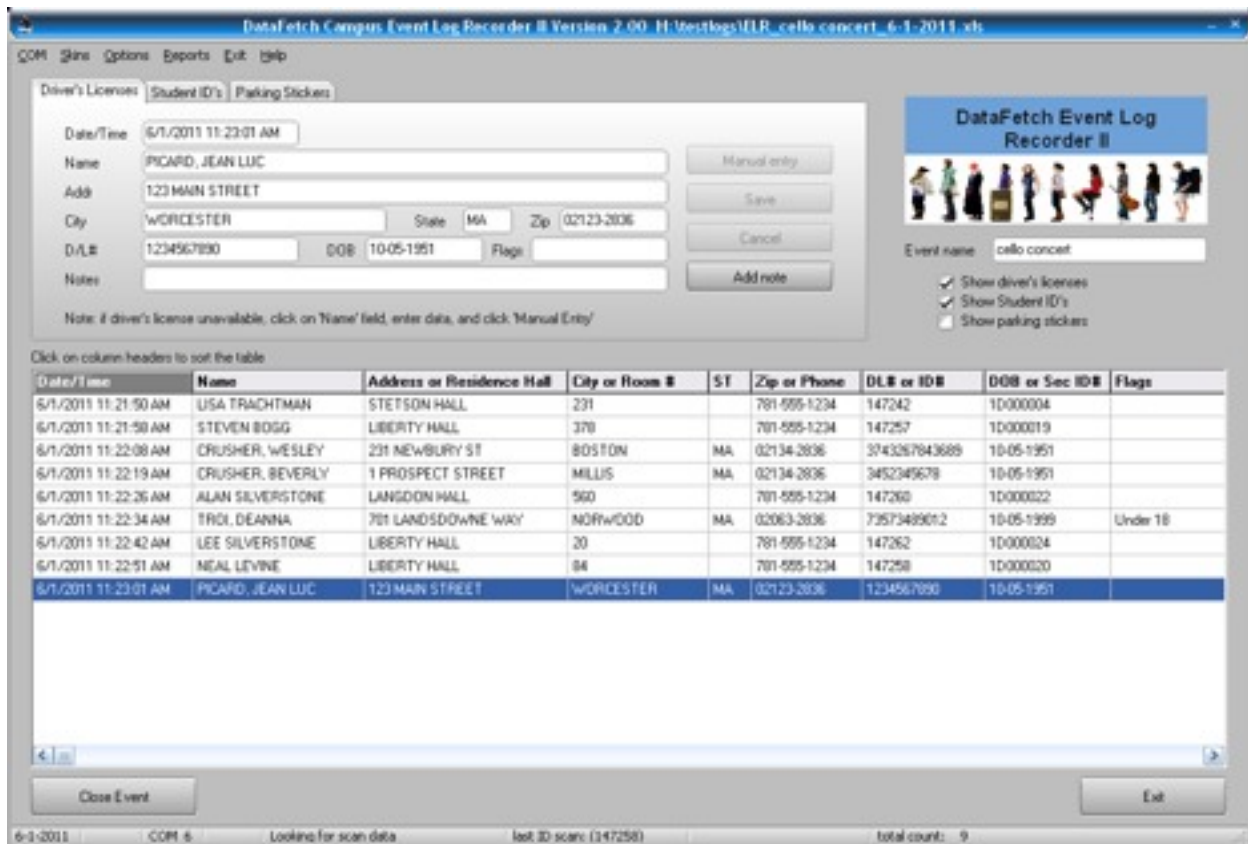 DataFetch Campus Event Log Recorder II Version 2.00 H:\testlogs\ELR_cello concert_6-1-2011.xls
COM Skins Options Reports Exit Help
Driver's Licenses Student ID's Parking Stickers
DataFetch Event Log
Recorder II
Date/Time 6/1/2011 11:23:01 AM
Name PICARD, JEAN LUC Manual entry
Addr 123 MAIN STREET Save
City WORCESTER State MA Zip 02123-2836
D/L# 1234567890 DOB 10-05-1951 Flags Cancel
Event name cello concert
Notes Add note
Show driver's licenses
Show Student ID's
Show parking stickers
Note: if driver's license unavailable, click on 'Name' field, enter data, and click 'Manual Entry'
Click on column headers to sort the table
Date/Time Name Address or Residence Hall City or Room # ST Zip or Phone DL# or ID# DOB or Sec ID# Flags
6/1/2011 11:21:50 AM LISA TRACHTMAN STETSON HALL 231 781-555-1234 147242 1D000004
6/1/2011 11:21:58 AM STEVEN BOGG LIBERTY HALL 378 781-555-1234 147257 1D000019
6/1/2011 11:22:08 AM CRUSHER, WESLEY 231 NEWBURY ST BOSTON MA 02134-2836 3743267843689 10-05-1951
6/1/2011 11:22:19 AM CRUSHER, BEVERLY 1 PROSPECT STREET MILLIS MA 02134-2836 3452345678 10-05-1951
6/1/2011 11:22:26 AM ALAN SILVERSTONE LANGDON HALL 560 781-555-1234 147260 1D000022
6/1/2011 11:22:34 AM TROI, DEANNA 781 LANDSDOWNE WAY NORWOOD MA 02063-2836 73573489012 10-05-1999 Under 18
6/1/2011 11:22:42 AM LEE SILVERSTONE LIBERTY HALL 20 781-555-1234 147262 1D000024
6/1/2011 11:22:51 AM NEAL LEVINE LIBERTY HALL 84 781-555-1234 147258 1D000020
6/1/2011 11:23:01 AM PICARD, JEAN LUC 123 MAIN STREET WORCESTER MA 02123-2836 1234567890 10-05-1951
Close Event Exit
6-1-2011 COM 6 Looking for scan data last ID scan: (147258) total count: 9